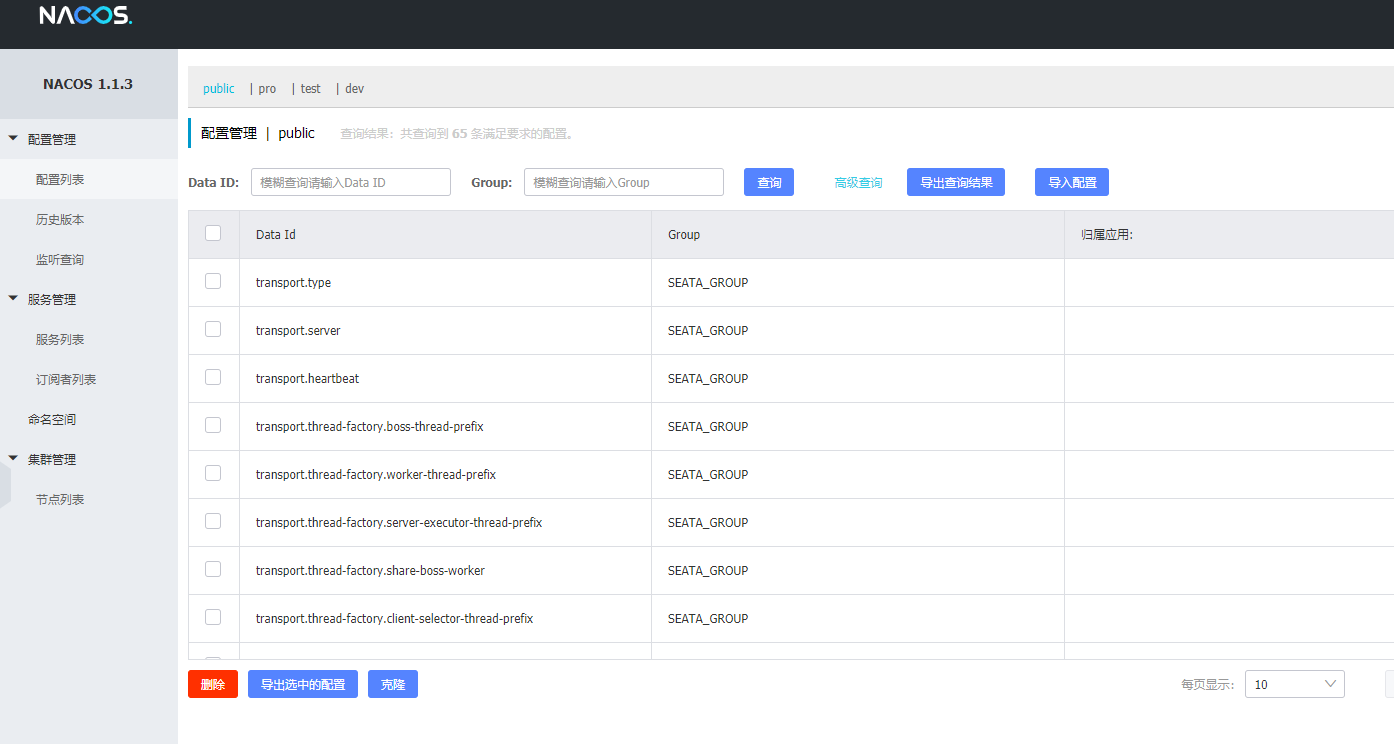 NACOS.
NACOS 1.1.3
配置管理
配置列表
历史版本
监听查询
服务管理
服务列表
订阅者列表
命名空间
集群管理
节点列表
public | pro | test | dev
配置管理 | public 查询结果：共查询到 65 条满足要求的配置。
Data ID: 模糊查询请输入Data ID Group: 模糊查询请输入Group 查询 高级查询 导出查询结果 导入配置
Data Id Group 归属应用:
transport.type SEATA_GROUP
transport.server SEATA_GROUP
transport.heartbeat SEATA_GROUP
transport.thread-factory.boss-thread-prefix SEATA_GROUP
transport.thread-factory.worker-thread-prefix SEATA_GROUP
transport.thread-factory.server-executor-thread-prefix SEATA_GROUP
transport.thread-factory.share-boss-worker SEATA_GROUP
transport.thread-factory.client-selector-thread-prefix SEATA_GROUP
删除 导出选中的配置 克隆 每页显示: 10